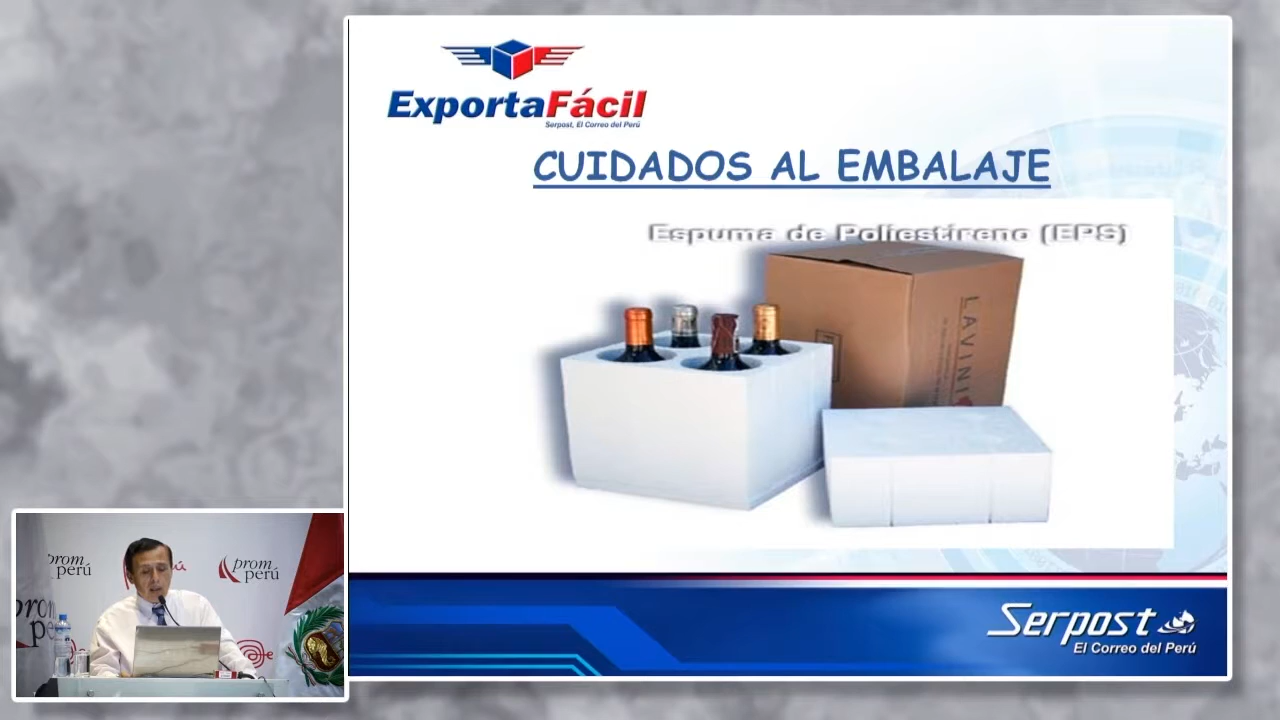 ExportaFácil
Serpost, El Correo del Perú
CUIDADOS AL EMBALAJE
Espuma de Poliestireno (EPS)
LAVINI
prom
perú
prom
perú
Serpost
El Correo del Perú